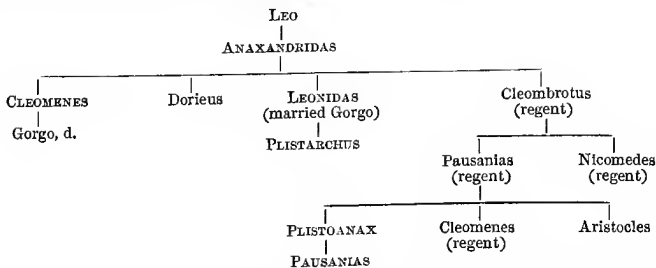 LEO
ANAXANDRIDAS
CLEOMENES Dorieus LEONIDAS Cleombrotus
(married Gorgo) (regent)
Gorgo, d. PLISTARCHUS
Pausanias Nicomedes
(regent) (regent)
PLISTOANAX Cleomenes Aristocles
(regent)
PAUSANIAS